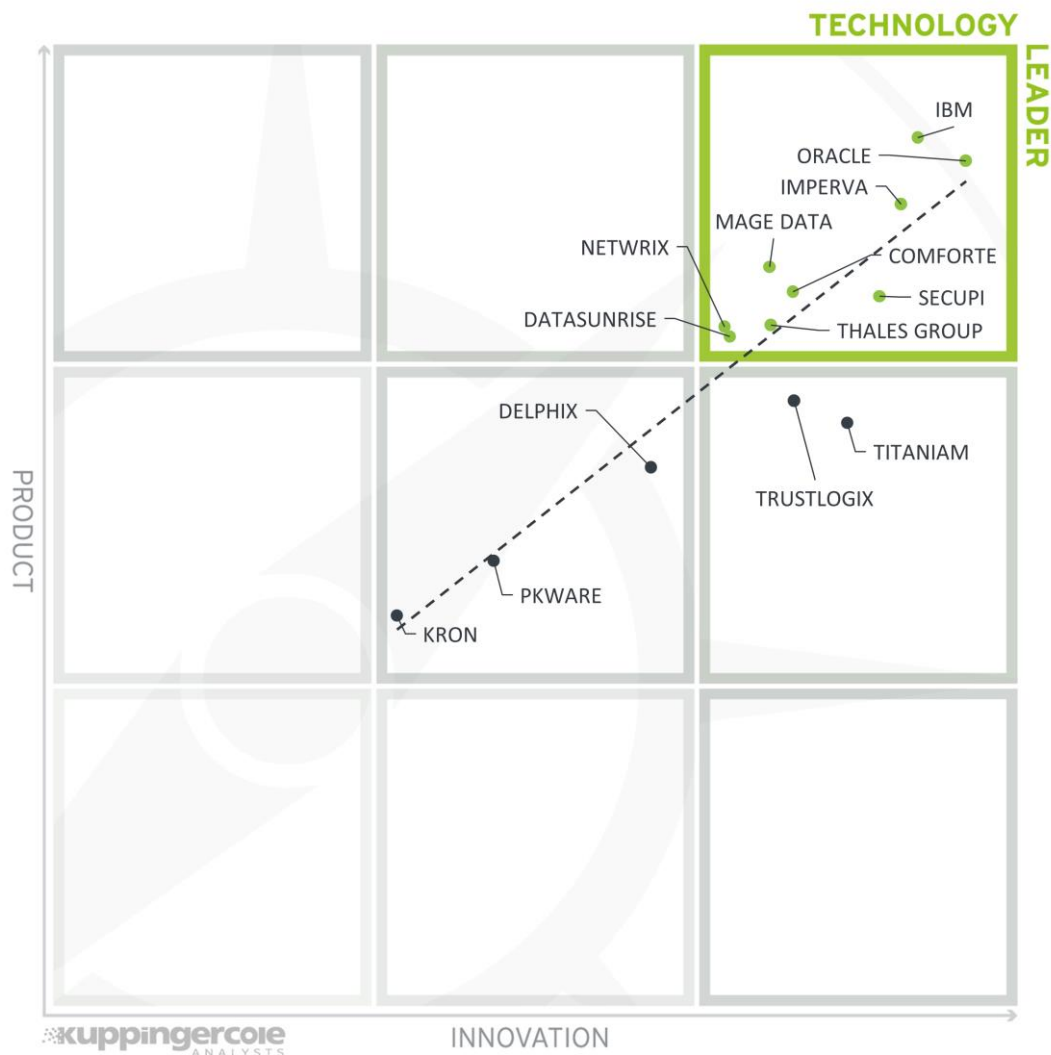 TECHNOLOGY
LEADER
IBM
ORACLE
IMPERVA
MAGE DATA
NETWRIX
COMFORTE
DATASUNRISE
SECUPI
THALES GROUP
DELPHIX
TITANIAM
TRUSTLOGIX
PRODUCT
PKWARE
KRON
kuppingercole
ANALYSTS
INNOVATION